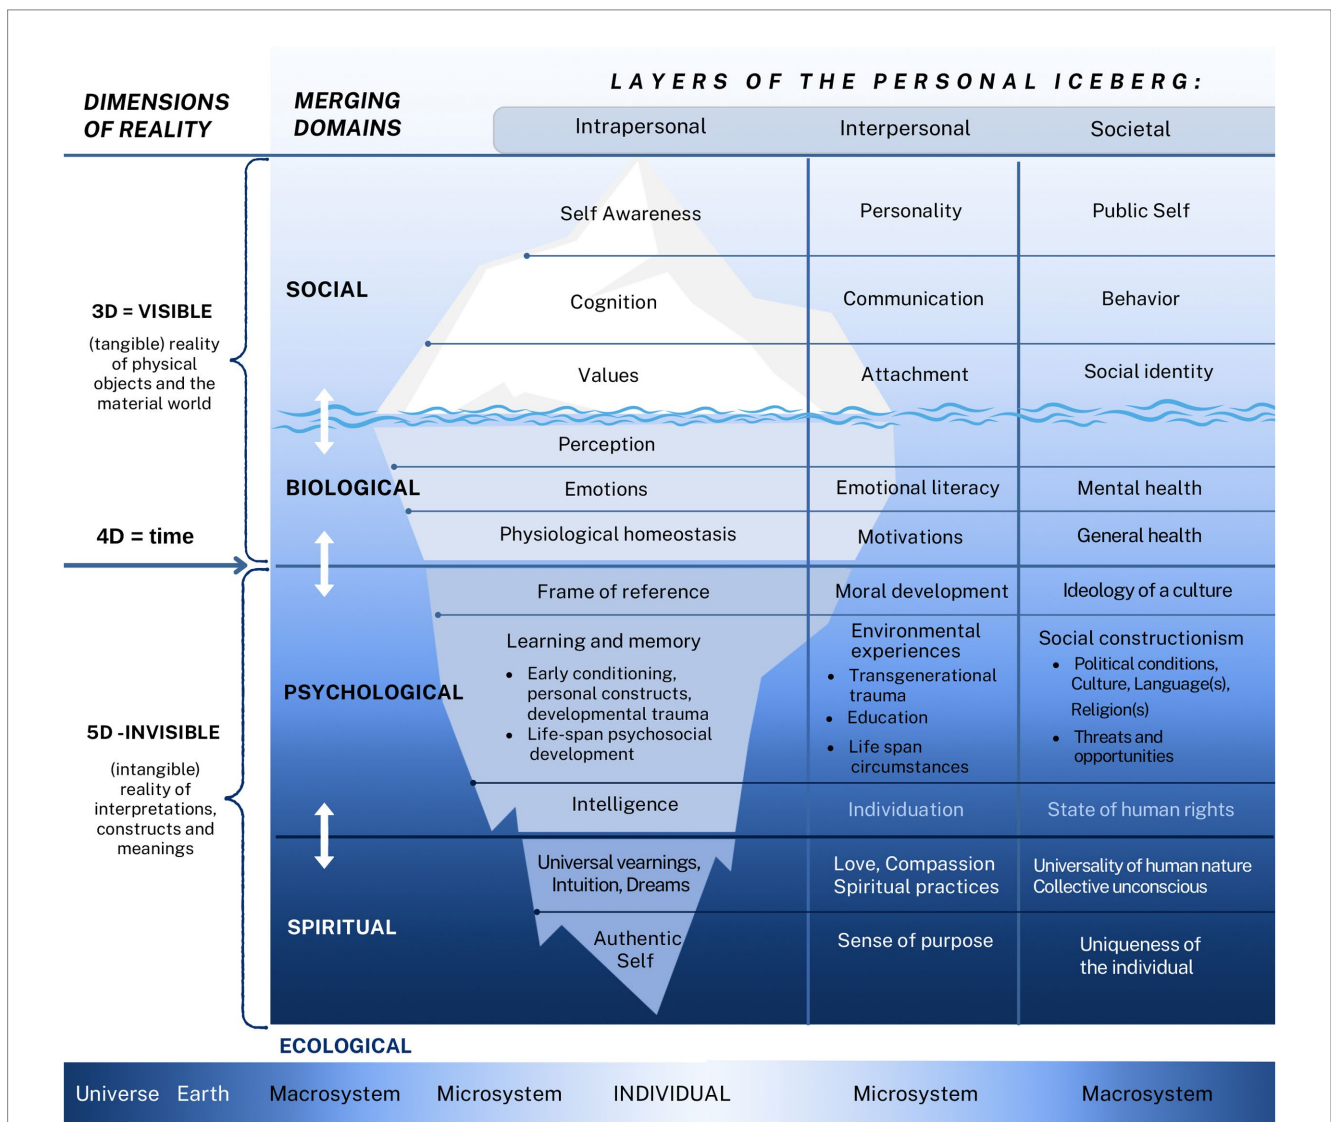 LAYERS OF THE PERSONAL ICEBERG:
DIMENSIONS
OF REALITY
MERGING
DOMAINS
Intrapersonal
Interpersonal
Societal
3D = VISIBLE
(tangible) reality
of physical
objects and the
material world
4D = time
5D -INVISIBLE
(intangible)
reality of
interpretations,
constructs and
meanings
SOCIAL
Self Awareness
Personality
Public Self
Cognition
Communication
Behavior
Values
Attachment
Social identity
BIOLOGICAL
Perception
Emotions
Emotional literacy
Mental health
Physiological homeostasis
Motivations
General health
PSYCHOLOGICAL
Frame of reference
Moral development
Ideology of a culture
Learning and memory
• Early conditioning,
personal constructs,
developmental trauma
• Life-span psychosocial
development
Environmental
experiences
• Transgenerational
trauma
• Education
• Life span
circumstances
Social constructionism
• Political conditions,
Culture, Language(s),
Religion(s)
• Threats and
opportunities
Intelligence
Individuation
State of human rights
SPIRITUAL
Universal vearnings,
Intuition, Dreams
Love, Compassion
Spiritual practices
Universality of human nature
Collective unconscious
Authentic
Self
Sense of purpose
Uniqueness of
the individual
ECOLOGICAL
Universe Earth Macrosystem Microsystem INDIVIDUAL Microsystem Macrosystem